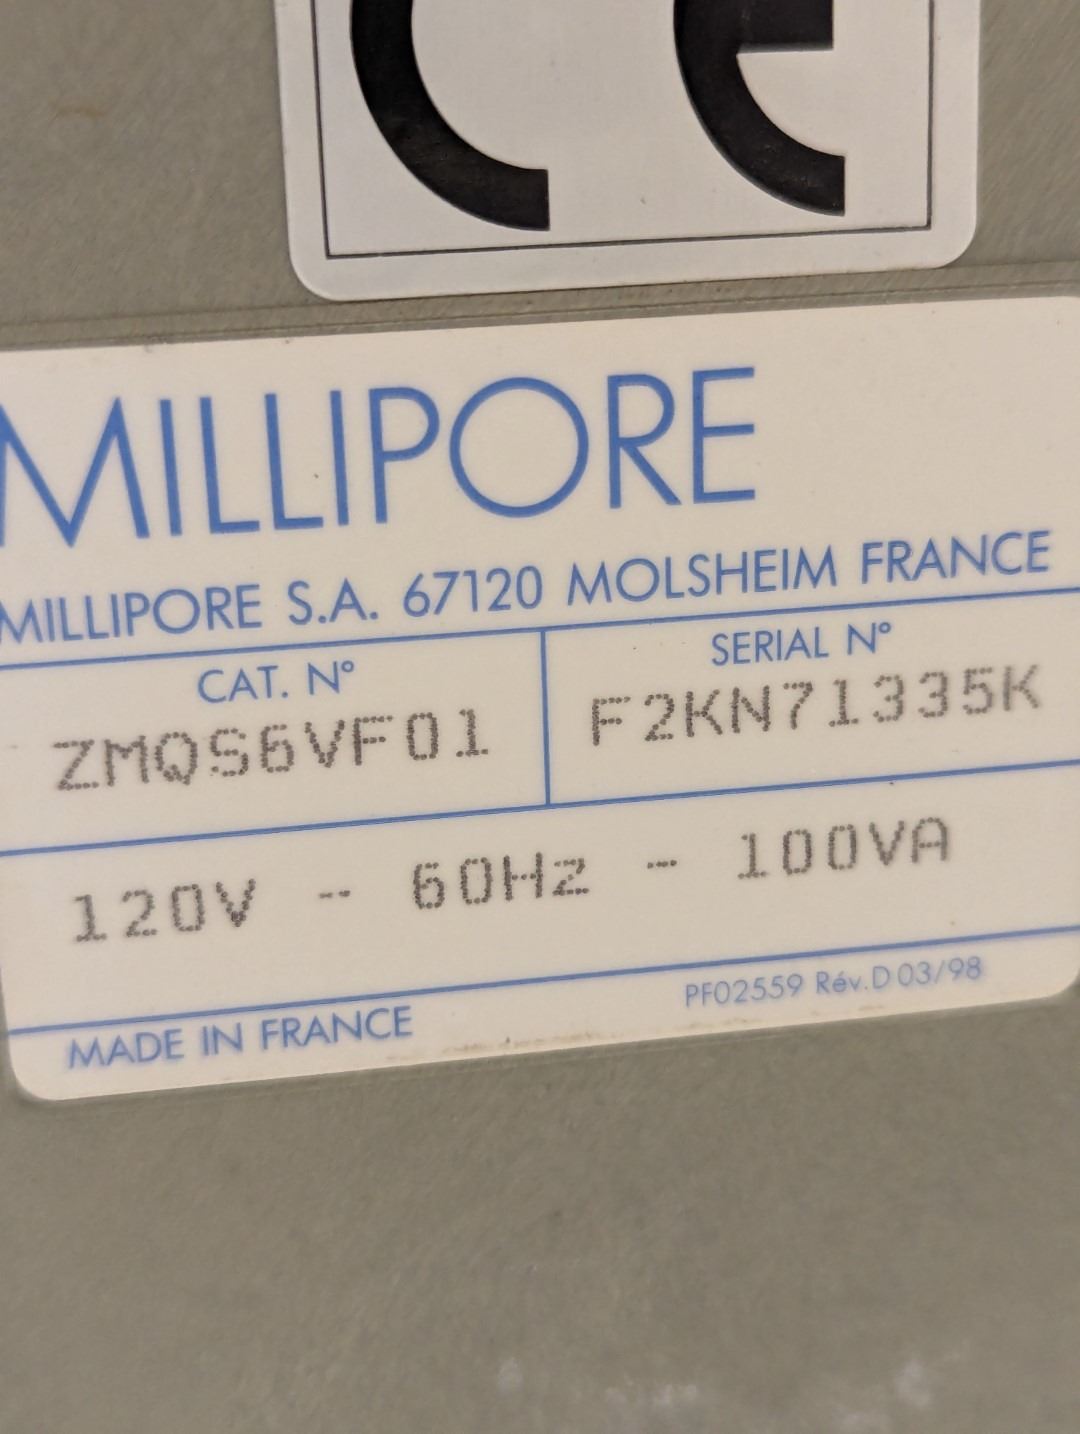 CE
MILLIPORE
MILLIPORE S.A. 67120 MOLSHEIM FRANCE
CAT. N° SERIAL N°
ZMQS6VF01 F2KN71335K
120V - 60Hz - 100VA
MADE IN FRANCE PF02559 Rév.D 03/98